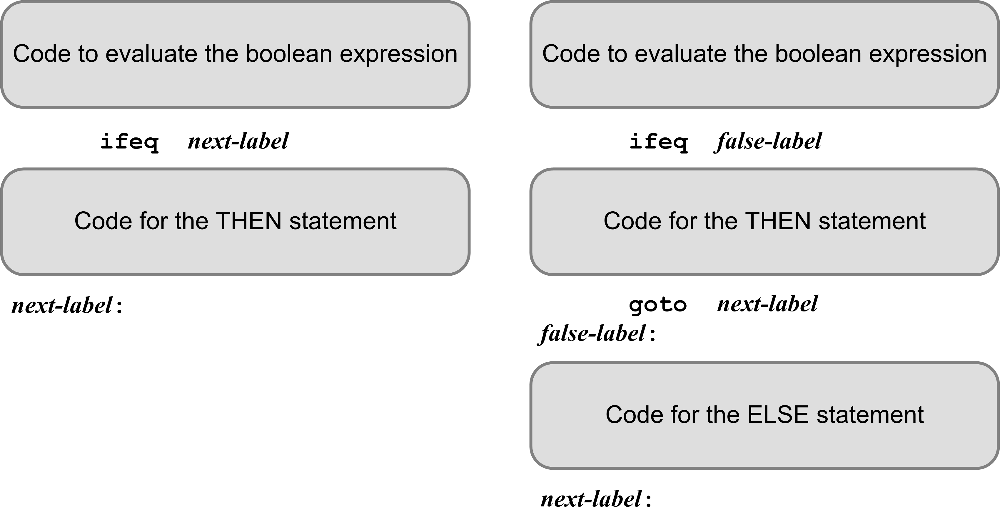 Code to evaluate the boolean expression
ifeq next-label
Code for the THEN statement
next-label:
Code to evaluate the boolean expression
ifeq false-label
Code for the THEN statement
goto next-label
false-label:
Code for the ELSE statement
next-label: